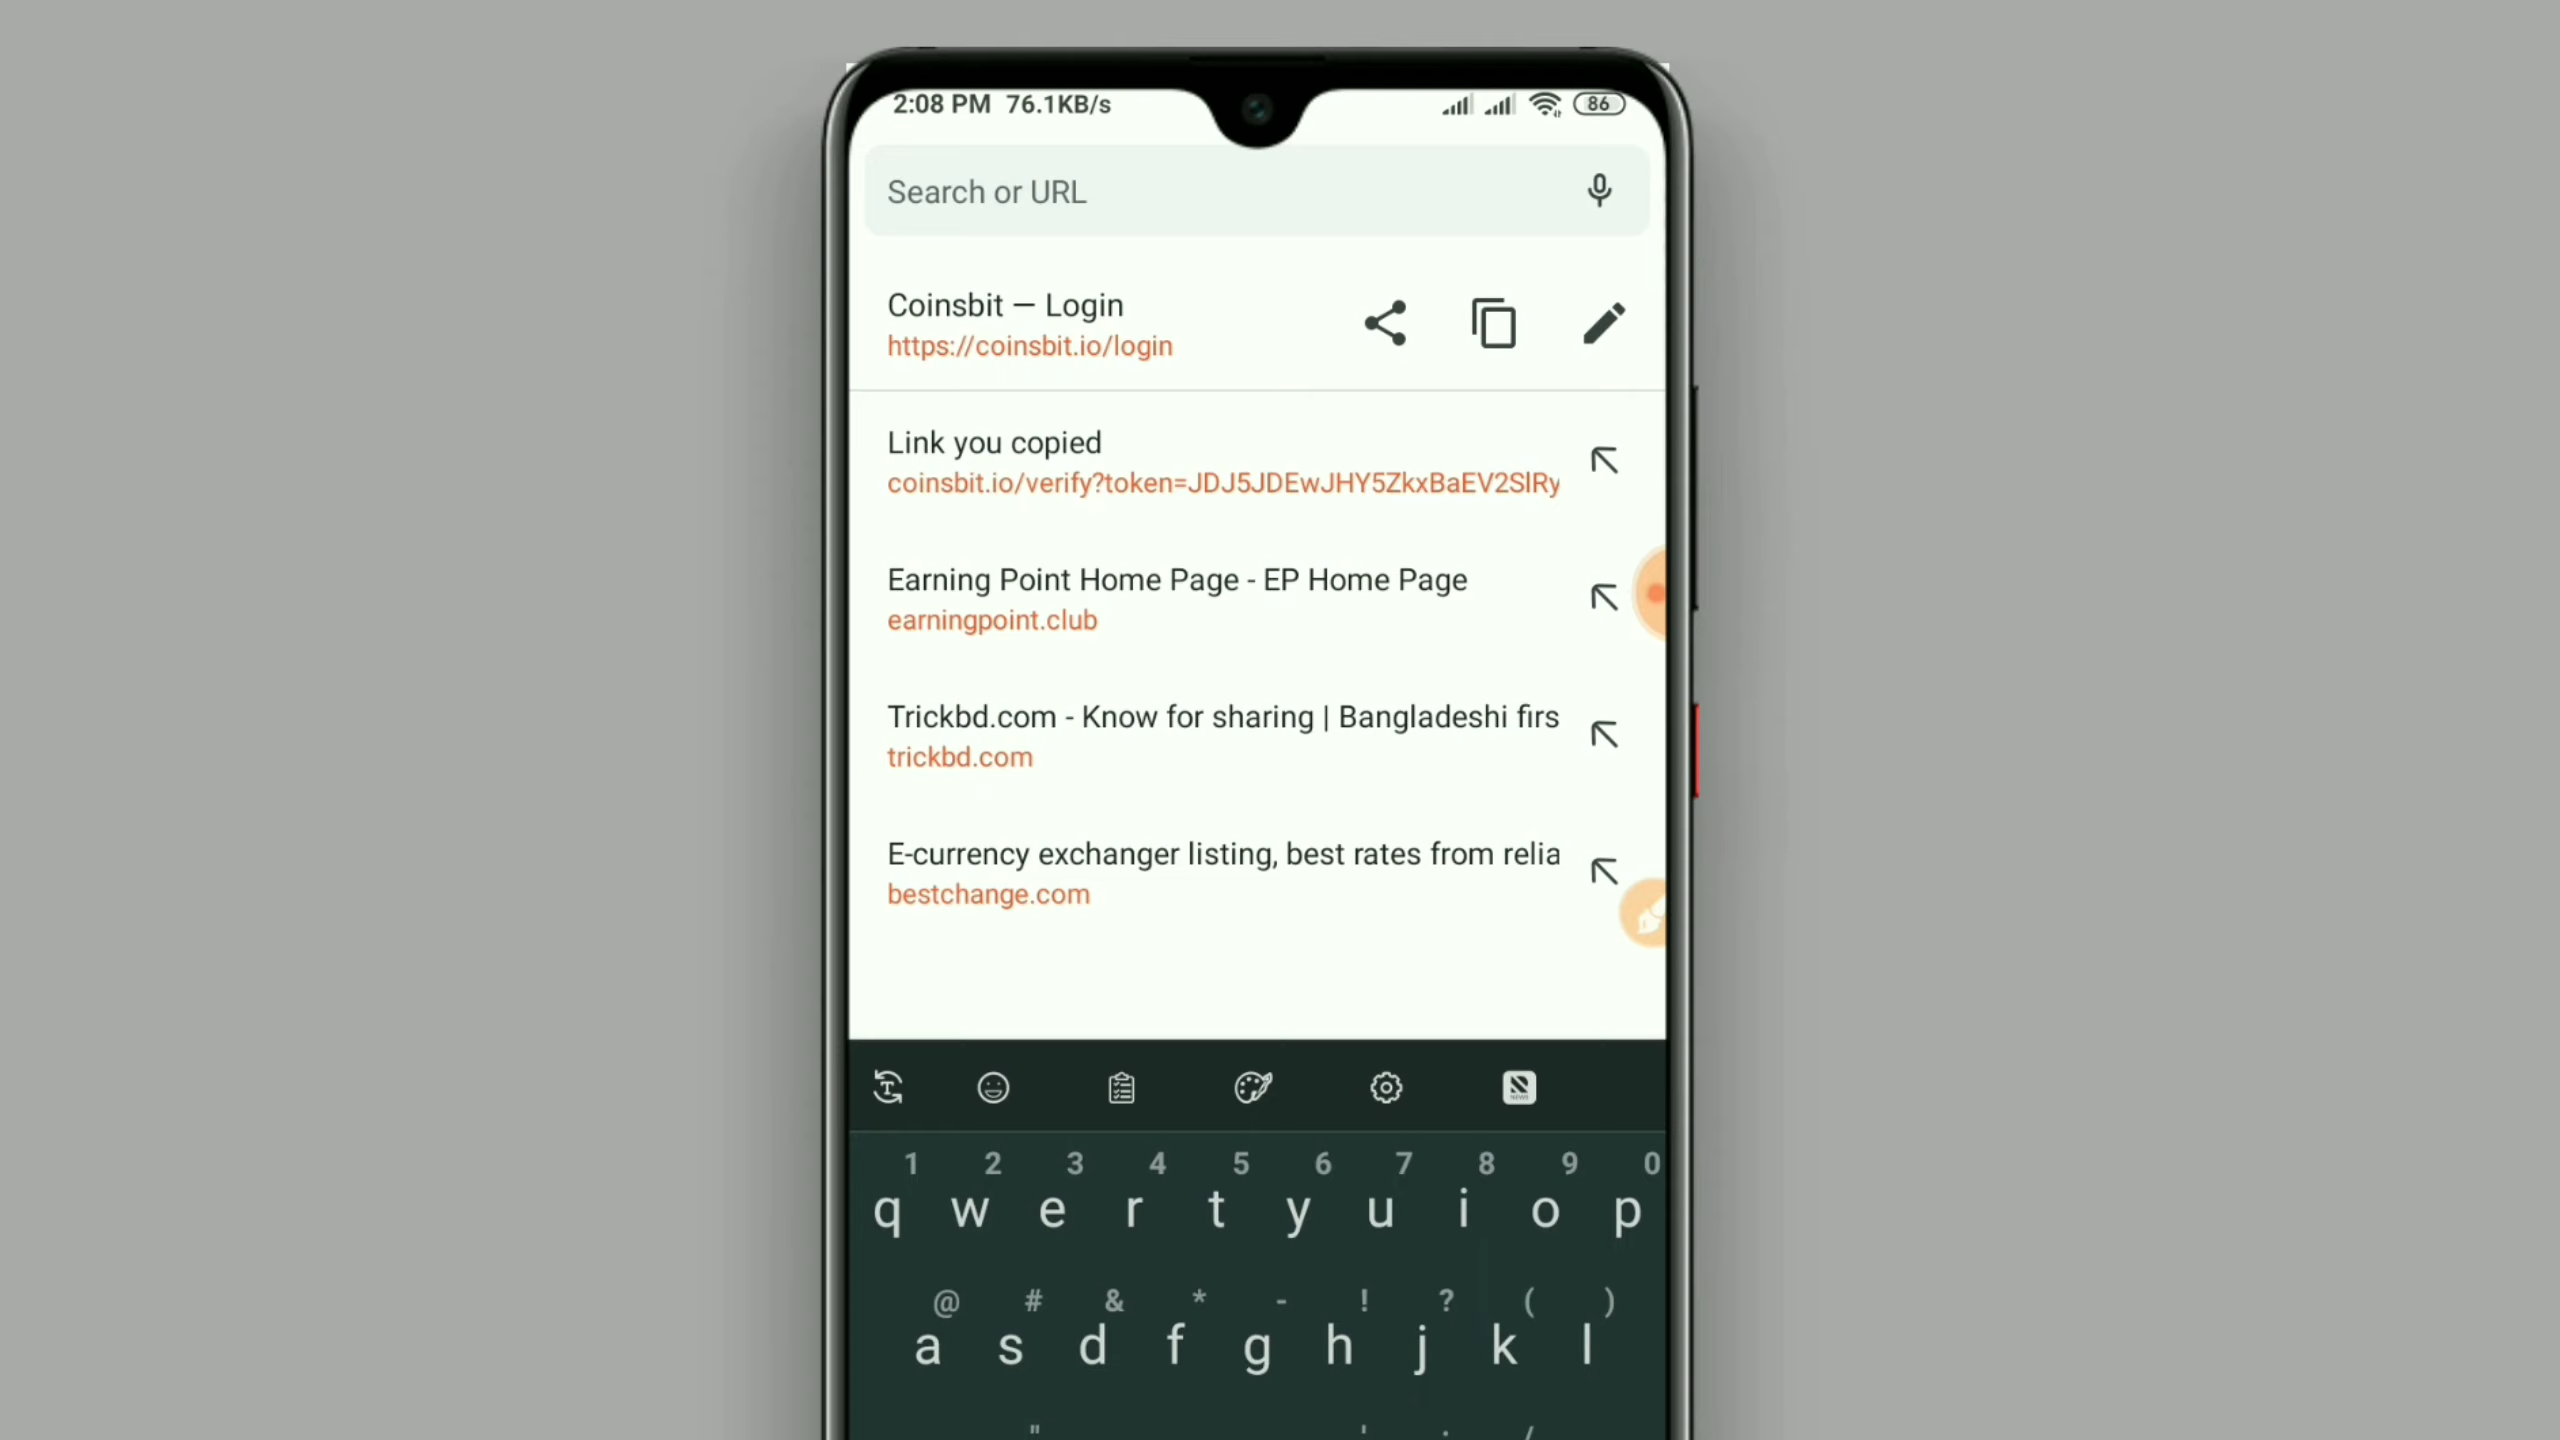 2:08 PM 76.1KB/s 86
Search or URL
Coinsbit — Login
https://coinsbit.io/login
Link you copied
coinsbit.io/verify?token=JDJ5JDEwJHY5ZkxBaEV2SlRy
Earning Point Home Page - EP Home Page
earningpoint.club
Trickbd.com - Know for sharing | Bangladeshi firs
trickbd.com
E-currency exchanger listing, best rates from relia
bestchange.com
NEWS
1 2 3 4 5 6 7 8 9 0
q w e r t y u i o p
@ # & * - ! ? ( )
a s d f g h j k l